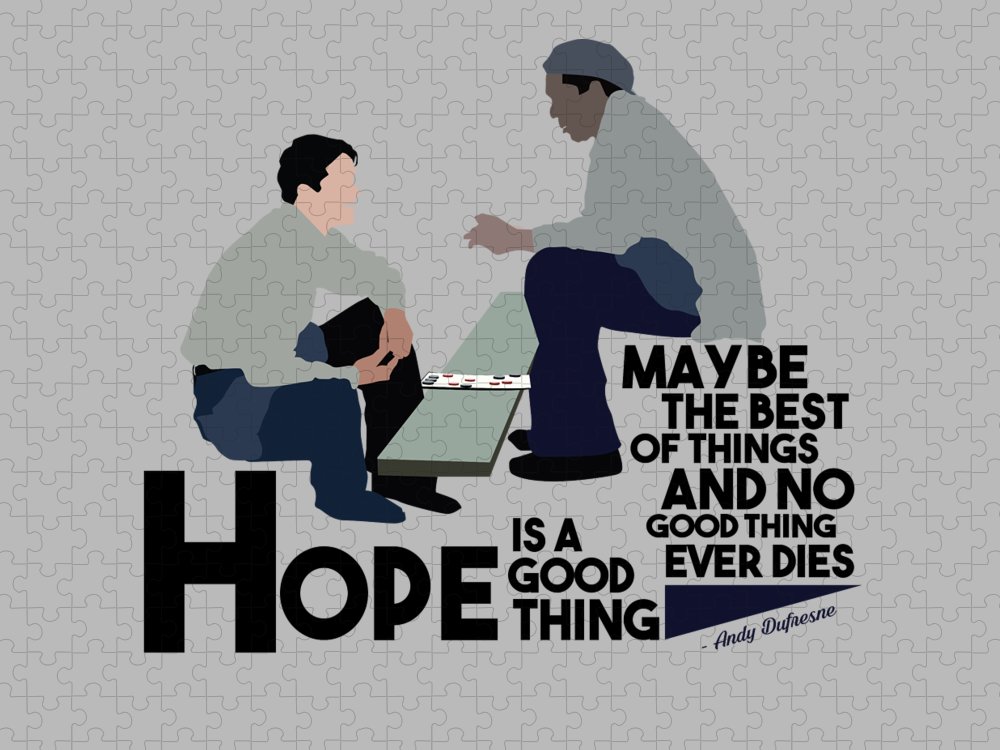 HOPE
IS A
GOOD
THING
MAYBE
THE BEST
OF THINGS
AND NO
GOOD THING
EVER DIES
- Andy Dufresne